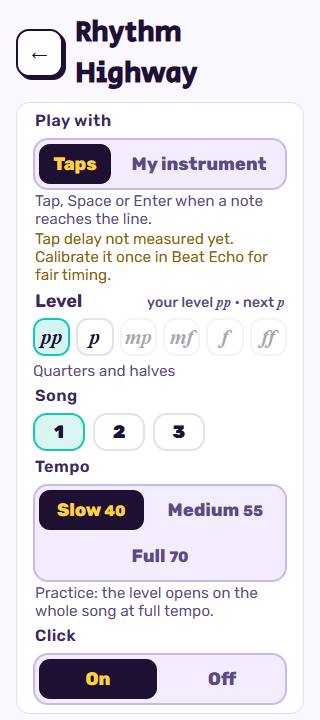 ←
Rhythm
Highway
Play with
Taps My instrument
Tap, Space or Enter when a note
reaches the line.
Tap delay not measured yet.
Calibrate it once in Beat Echo for
fair timing.
Level your level pp • next p
pp p mp mf f ff
Quarters and halves
Song
1 2 3
Tempo
Slow 40 Medium 55
Full 70
Practice: the level opens on the
whole song at full tempo.
Click
On Off